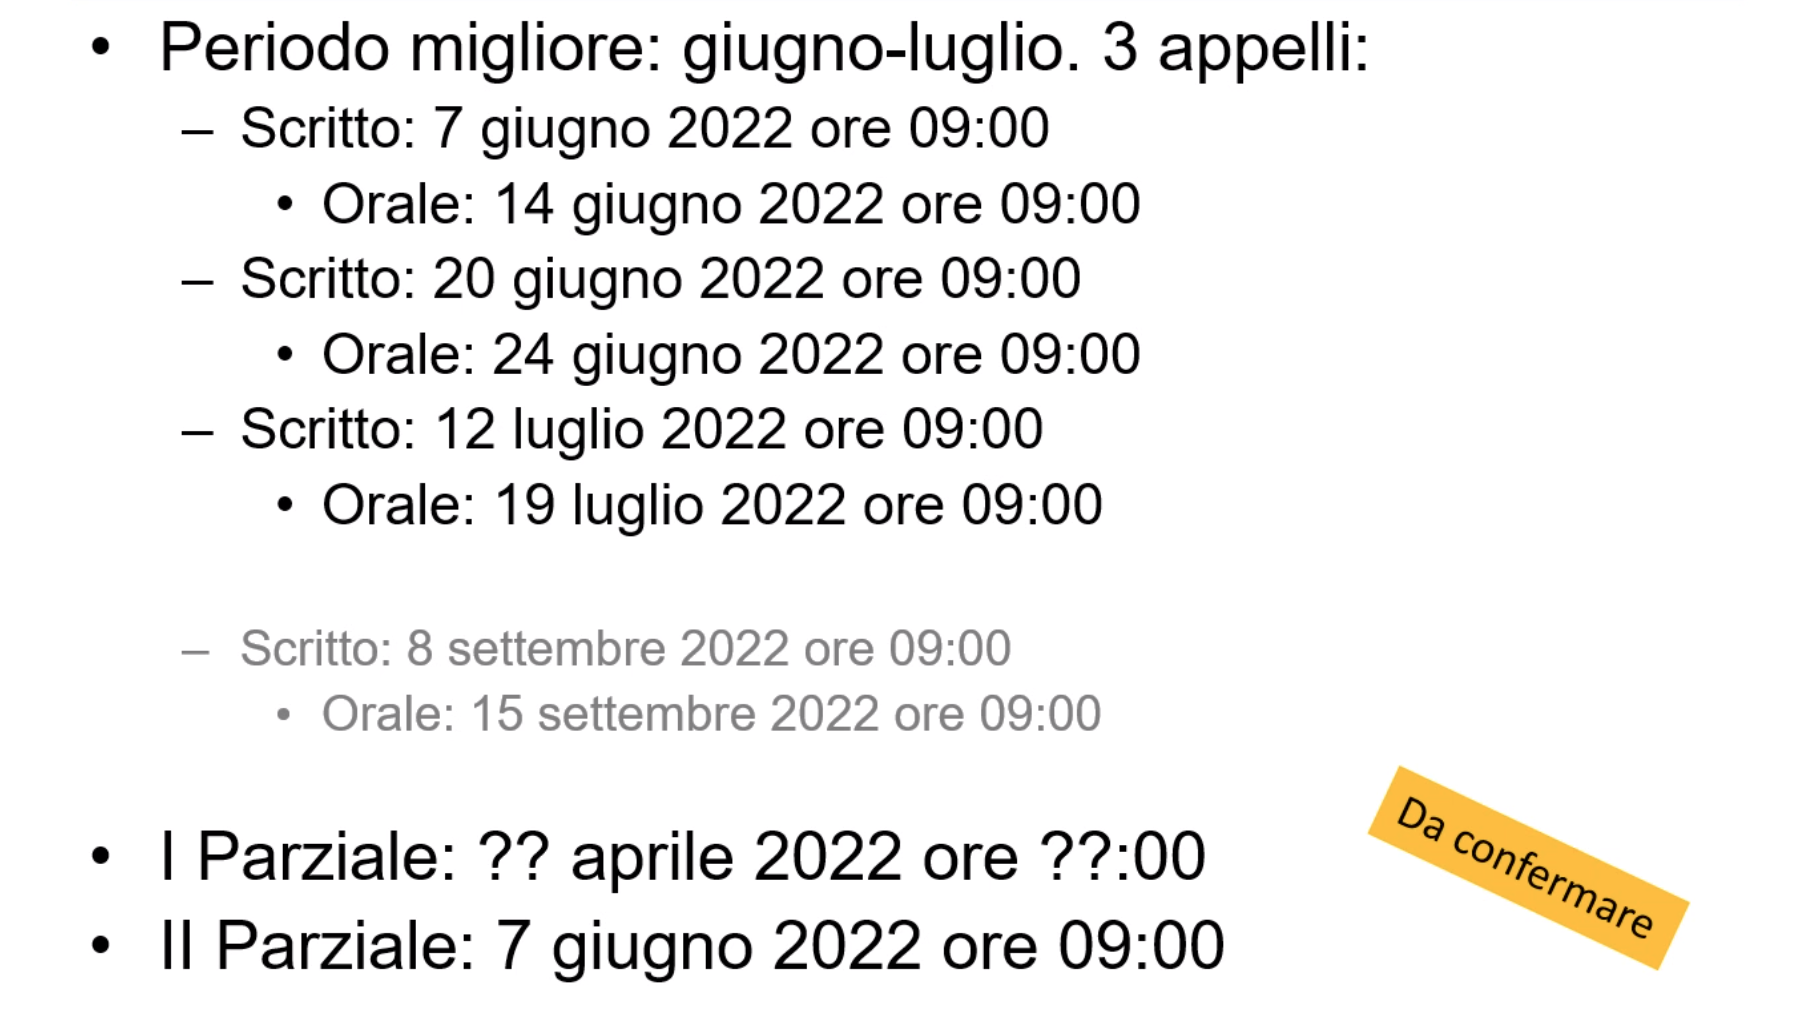 • Periodo migliore: giugno-luglio. 3 appelli:
– Scritto: 7 giugno 2022 ore 09:00
• Orale: 14 giugno 2022 ore 09:00
– Scritto: 20 giugno 2022 ore 09:00
• Orale: 24 giugno 2022 ore 09:00
– Scritto: 12 luglio 2022 ore 09:00
• Orale: 19 luglio 2022 ore 09:00
– Scritto: 8 settembre 2022 ore 09:00
• Orale: 15 settembre 2022 ore 09:00
• I Parziale: ?? aprile 2022 ore ??:00
• II Parziale: 7 giugno 2022 ore 09:00
Da confermare